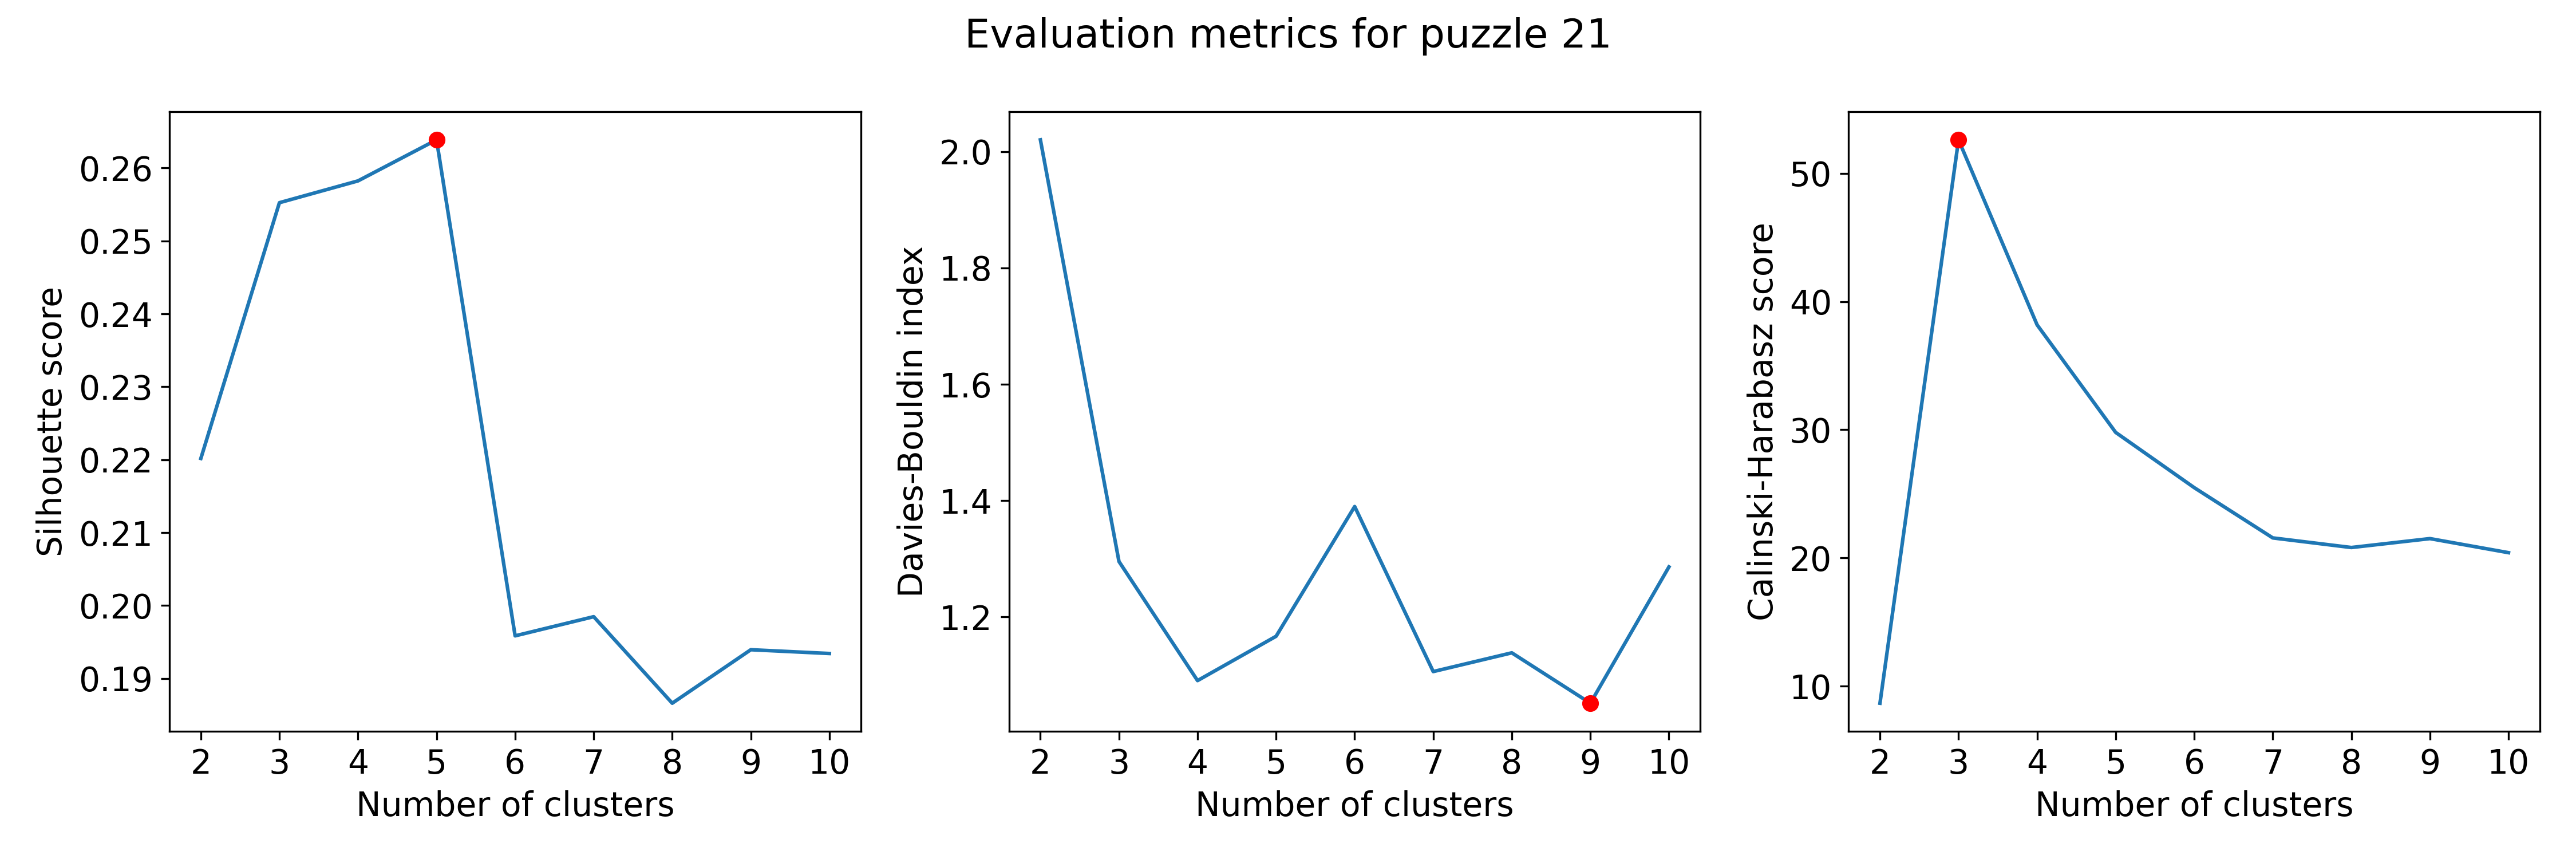 Evaluation metrics for puzzle 21
Silhouette score
0.26
0.25
0.24
0.23
0.22
0.21
0.20
0.19
2 3 4 5 6 7 8 9 10
Number of clusters
Davies-Bouldin index
2.0
1.8
1.6
1.4
1.2
2 3 4 5 6 7 8 9 10
Number of clusters
Calinski-Harabasz score
50
40
30
20
10
2 3 4 5 6 7 8 9 10
Number of clusters